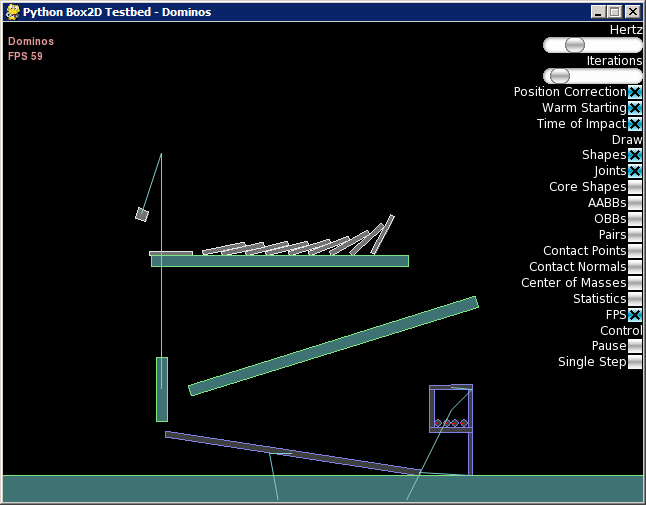 Python Box2D Testbed - Dominos
Dominos
FPS 59
Hertz
Iterations
Position Correction
Warm Starting
Time of Impact
Draw
Shapes
Joints
Core Shapes
AABBs
OBBs
Pairs
Contact Points
Contact Normals
Center of Masses
Statistics
FPS
Control
Pause
Single Step